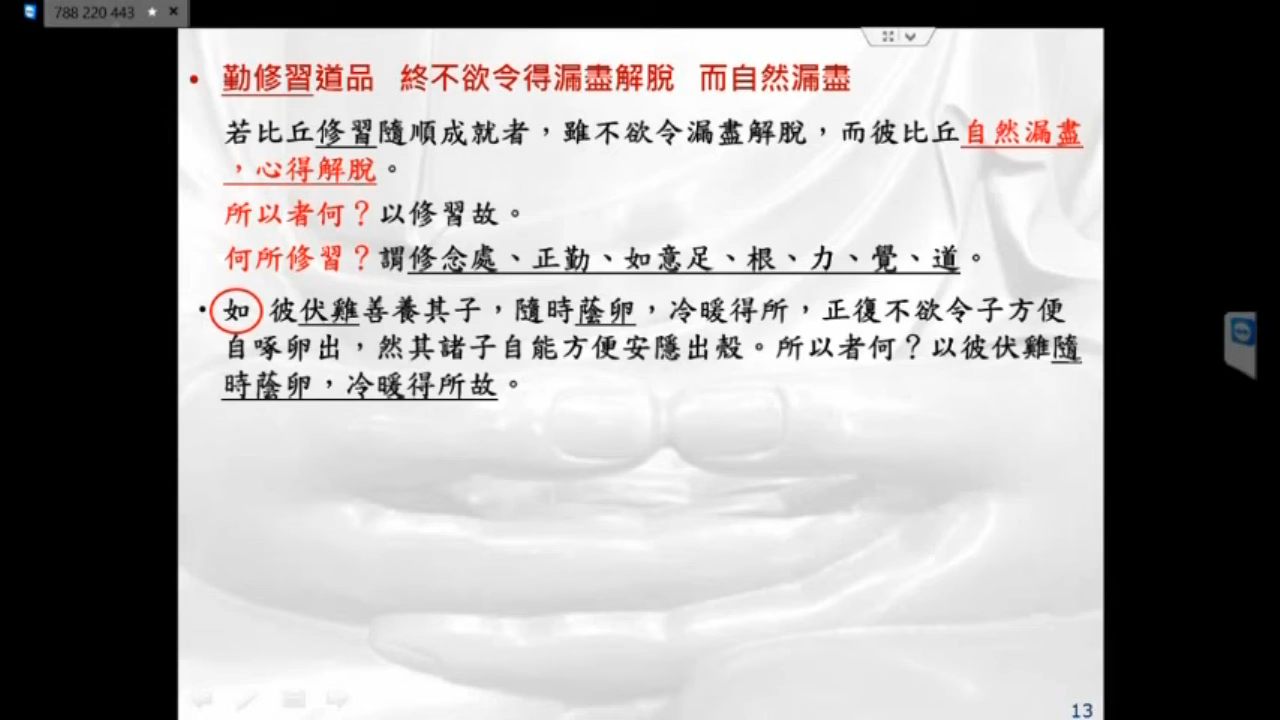 788 220 443
• 勤修習道品 終不欲令得漏盡解脫 而自然漏盡
若比丘修習隨順成就者，雖不欲令漏盡解脫，而彼比丘自然漏盡
，心得解脫。
所以者何？以修習故。
何所修習？謂修念處、正勤、如意足、根、力、覺、道。
• 如 彼伏雞善養其子，隨時蔭卵，冷暖得所，正復不欲令子方便
自啄卵出，然其諸子自能方便安隱出殼。所以者何？以彼伏雞隨
時蔭卵，冷暖得所故。
13